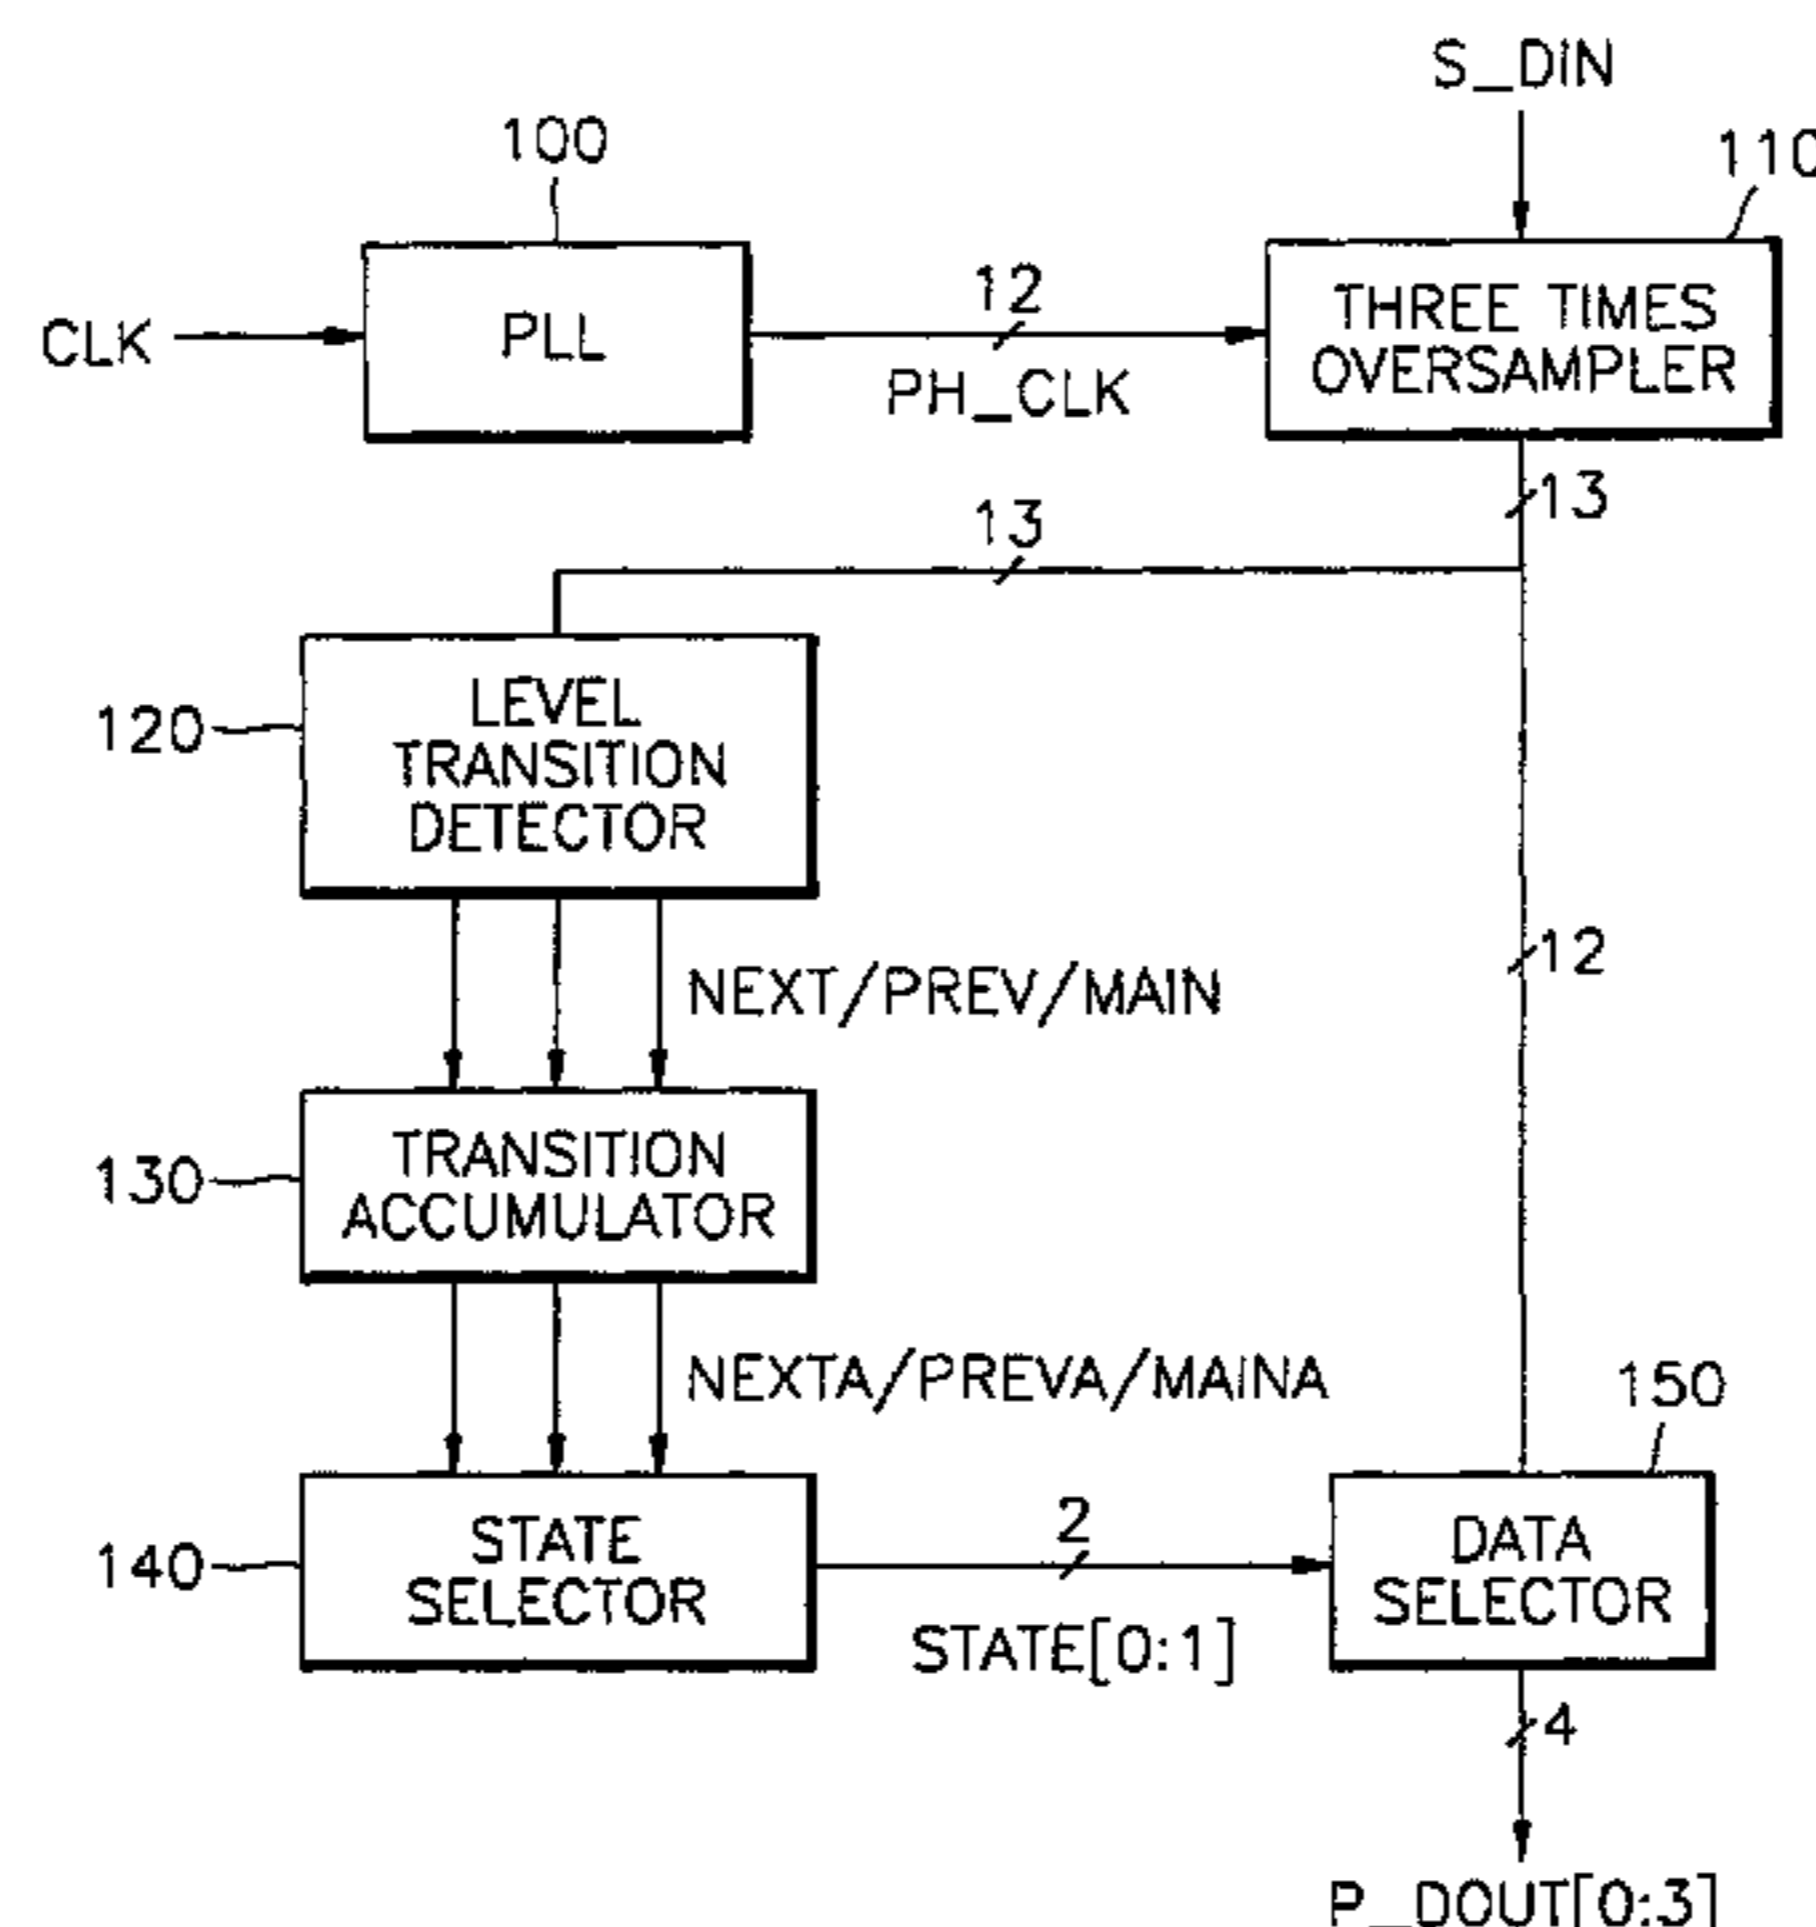 S_DIN
100
110
CLK
PLL
12
PH_CLK
THREE TIMES
OVERSAMPLER
13
13
120
LEVEL
TRANSITION
DETECTOR
NEXT/PREV/MAIN
12
130
TRANSITION
ACCUMULATOR
NEXTA/PREVA/MAINA
150
140
STATE
SELECTOR
2
STATE[0:1]
DATA
SELECTOR
4
P_DOUT[0:3]